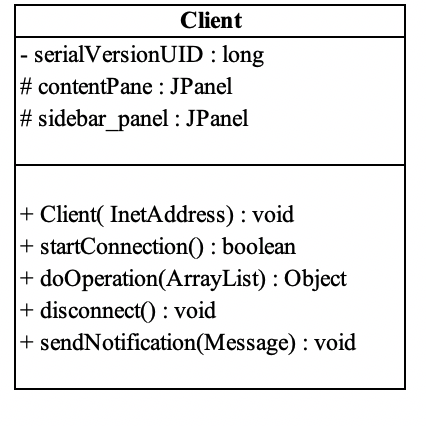 Client
- serialVersionUID : long
# contentPane : JPanel
# sidebar_panel : JPanel
+ Client( InetAddress) : void
+ startConnection() : boolean
+ doOperation(ArrayList) : Object
+ disconnect() : void
+ sendNotification(Message) : void